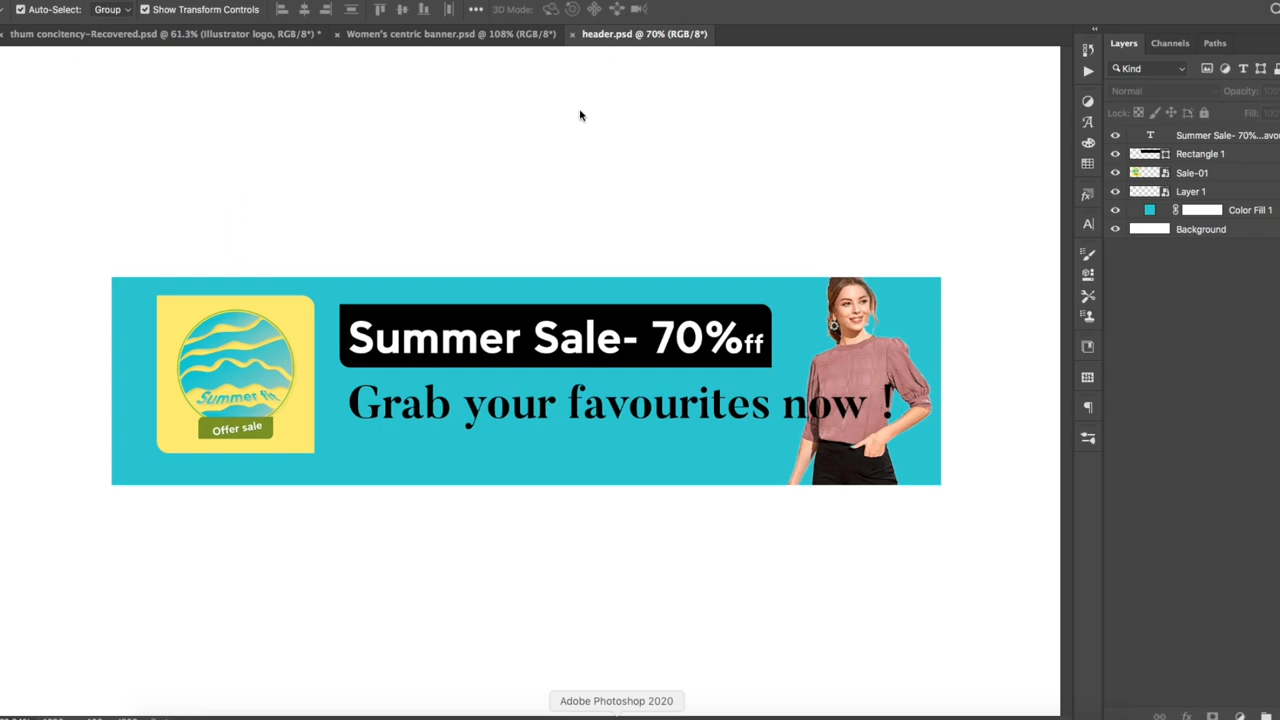 Auto-Select: Group Show Transform Controls 3D Mode:
× thum concitency-Recovered.psd @ 61.3% (Illustrator logo, RGB/8*) * × Women's centric banner.psd @ 108% (RGB/8*) × header.psd @ 70% (RGB/8*)
Layers Channels Paths
Kind
Normal Opacity: 100
Lock: Fill:
Summer Sale- 70%...avo
Rectangle 1
Sale-01
Layer 1
Color Fill 1
Background
Summer Sale- 70%ff
Grab your favourites now !
Summer
Offer sale
Adobe Photoshop 2020